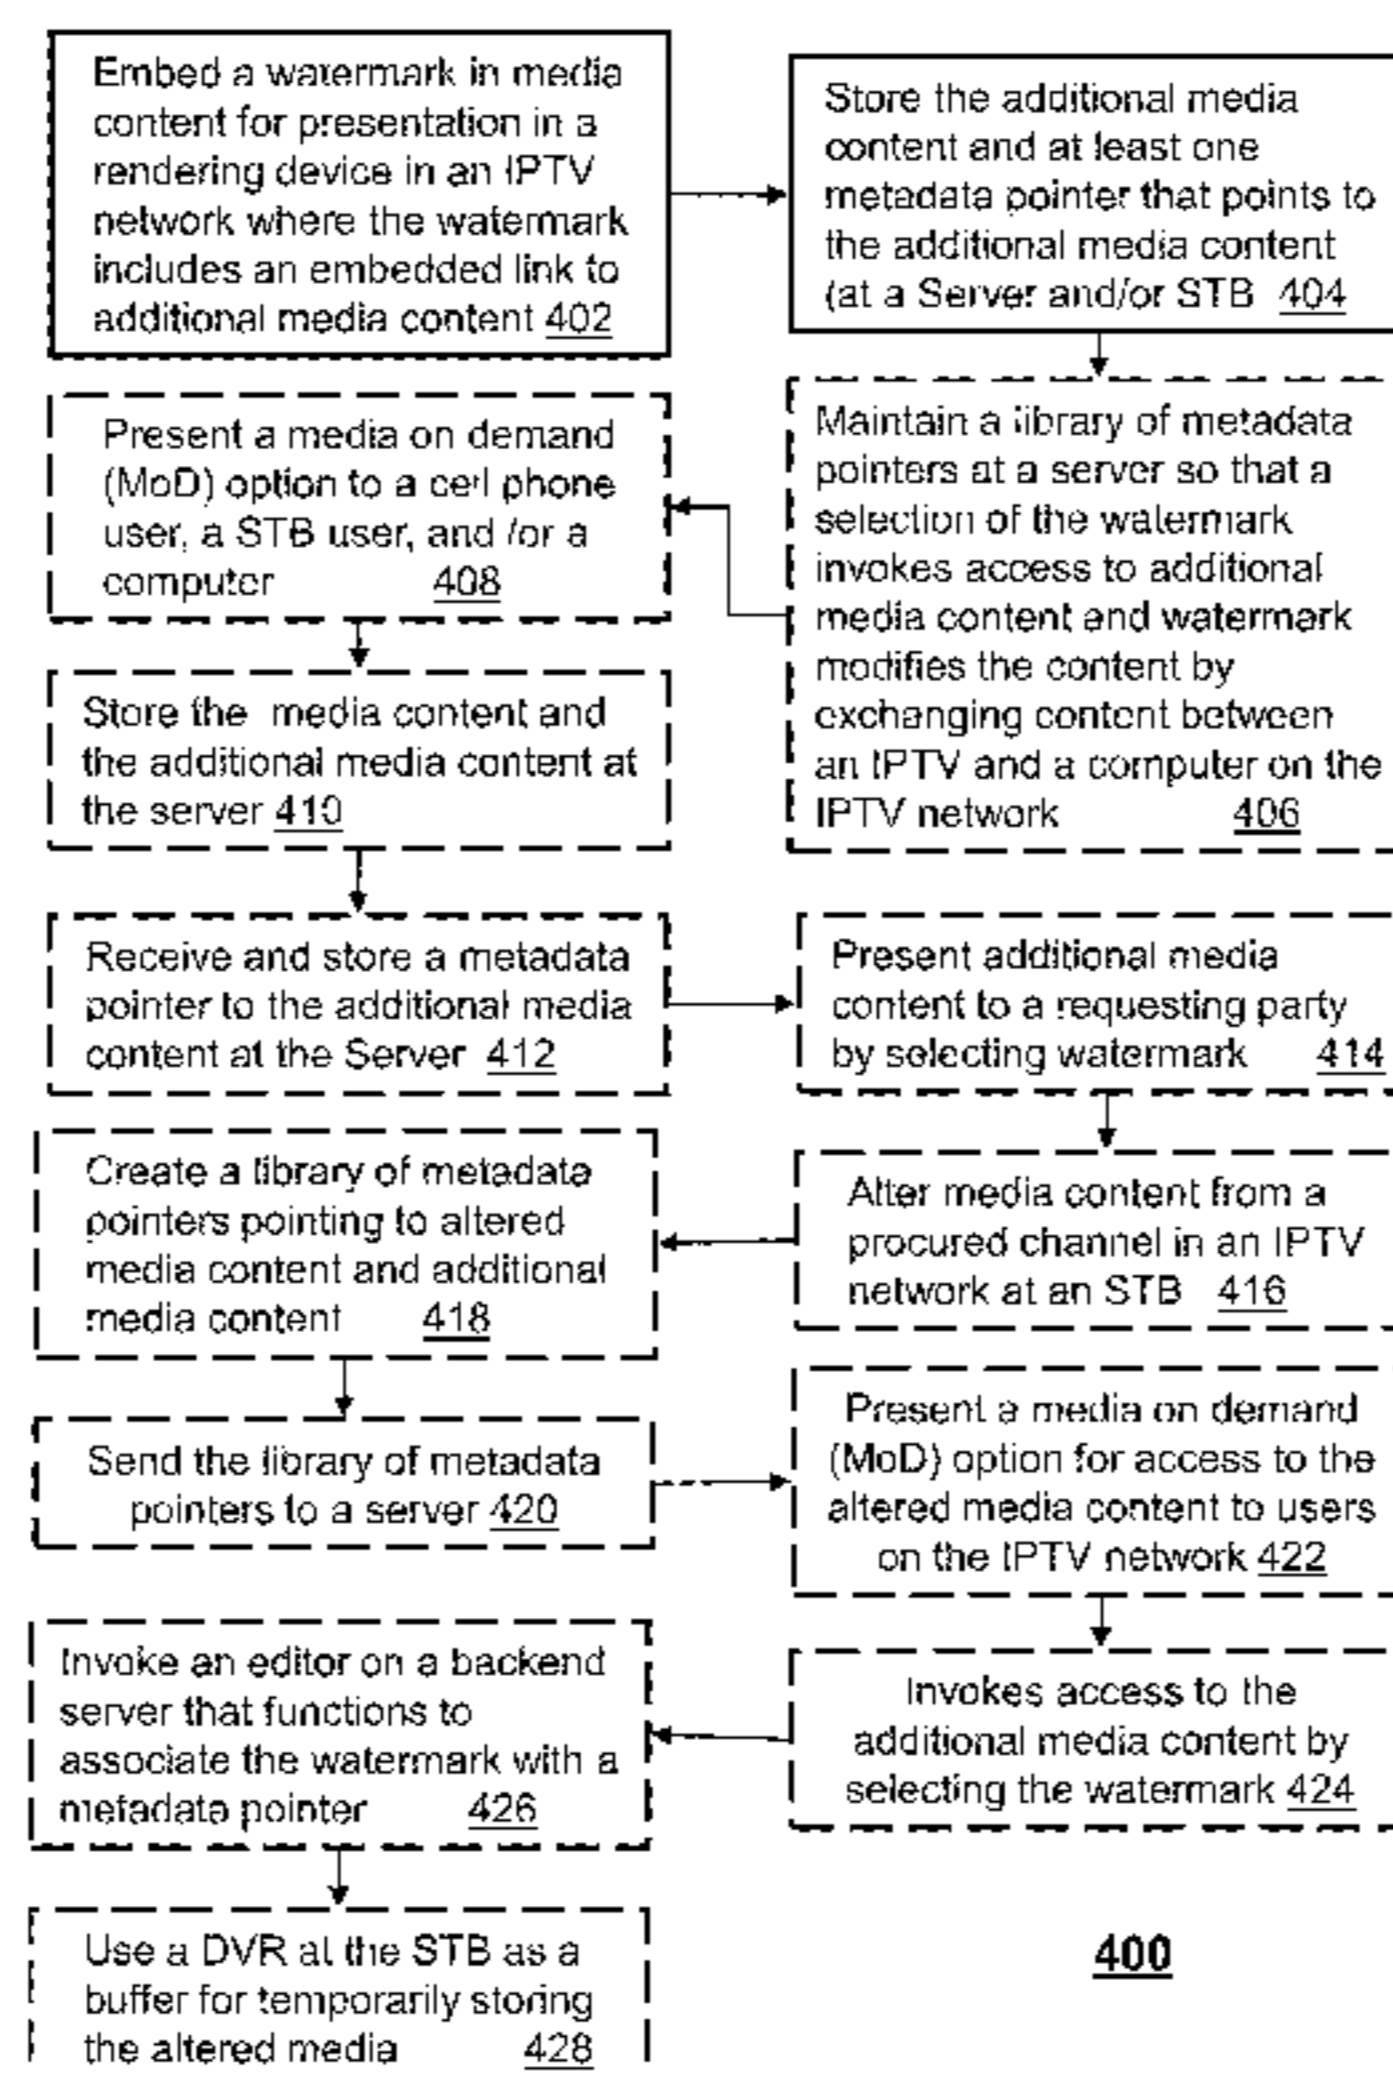 Embed a watermark in media
content for presentation in a
rendering device in an IPTV
network where the watermark
includes an embedded link to
additional media content 402
Store the additional media
content and at least one
metadata pointer that points to
the additional media content
(at a Server and/or STB 404
Maintain a library of metadata
pointers at a server so that a
selection of the watermark
invokes access to additional
media content and watermark
modifies the content by
exchanging content between
an IPTV and a computer on the
IPTV network 406
Present a media on demand
(MoD) option to a cell phone
user, a STB user, and /or a
computer 408
Store the media content and
the additional media content at
the server 410
Receive and store a metadata
pointer to the additional media
content at the Server 412
Present additional media
content to a requesting party
by selecting watermark 414
Alter media content from a
procured channel in an IPTV
network at an STB 416
Create a library of metadata
pointers pointing to altered
media content and additional
media content 418
Send the library of metadata
pointers to a server 420
Present a media on demand
(MoD) option for access to the
altered media content to users
on the IPTV network 422
Invokes access to the
additional media content by
selecting the watermark 424
Invoke an editor on a backend
server that functions to
associate the watermark with a
metadata pointer 426
Use a DVR at the STB as a
buffer for temporarily storing
the altered media 428
400